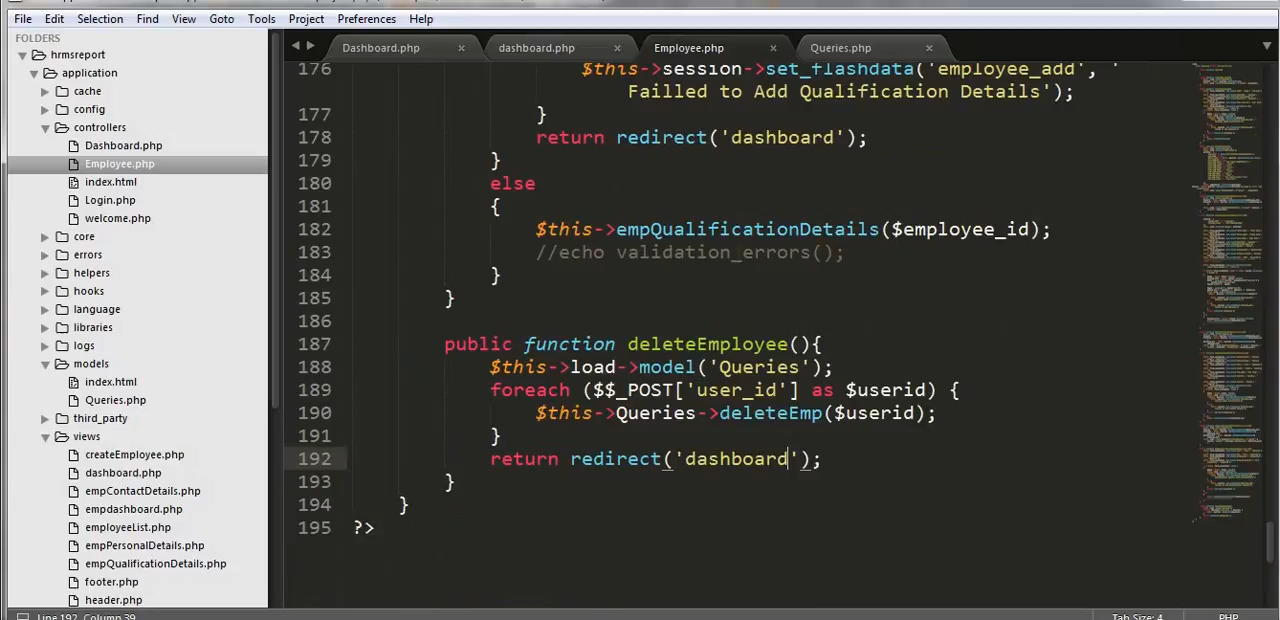 File Edit Selection Find View Goto Tools Project Preferences Help
FOLDERS
hrmsreport
application
cache
config
controllers
Dashboard.php
Employee.php
index.html
Login.php
welcome.php
core
errors
helpers
hooks
language
libraries
logs
models
index.html
Queries.php
third_party
views
createEmployee.php
dashboard.php
empContactDetails.php
empdashboard.php
employeeList.php
empPersonalDetails.php
empQualificationDetails.php
footer.php
header.php
Dashboard.php × dashboard.php × Employee.php × Queries.php ×
176 $this->session->set_flashdata('employee_add', '
Failled to Add Qualification Details');
177 }
178 return redirect('dashboard');
179 }
180 else
181 {
182 $this->empQualificationDetails($employee_id);
183 //echo validation_errors();
184 }
185 }
186
187 public function deleteEmployee(){
188 $this->load->model('Queries');
189 foreach ($$_POST['user_id'] as $userid) {
190 $this->Queries->deleteEmp($userid);
191 }
192 return redirect('dashboard');
193 }
194 }
195 ?>
Line 192, Column 39 Tab Size: 4 PHP